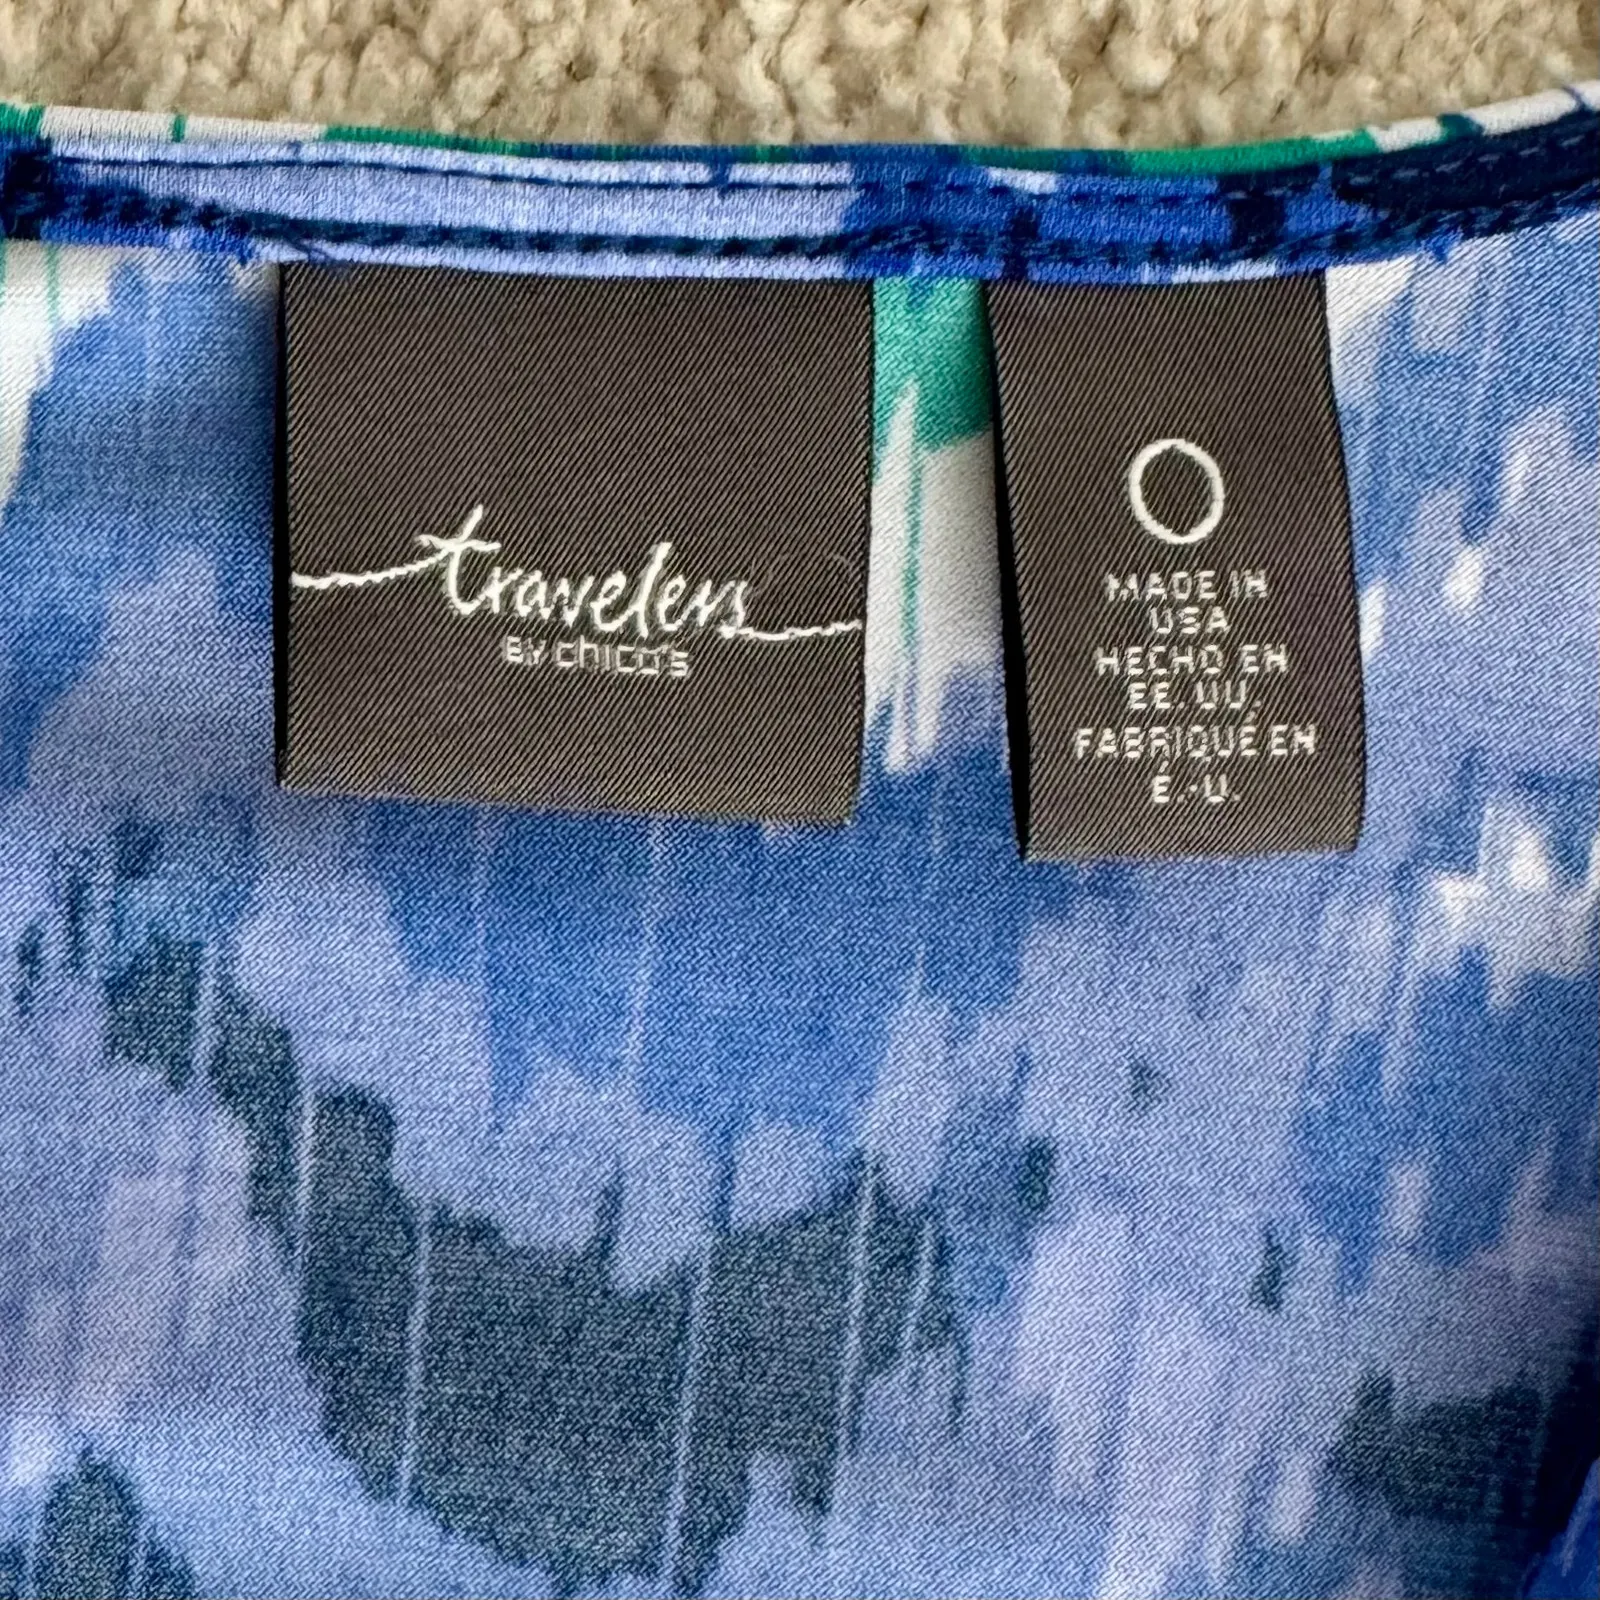 travelers
BY chico's
0
MADE IN
USA
HECHO EN
EE. UU.
FABRIQUÉ EN
É.-U.